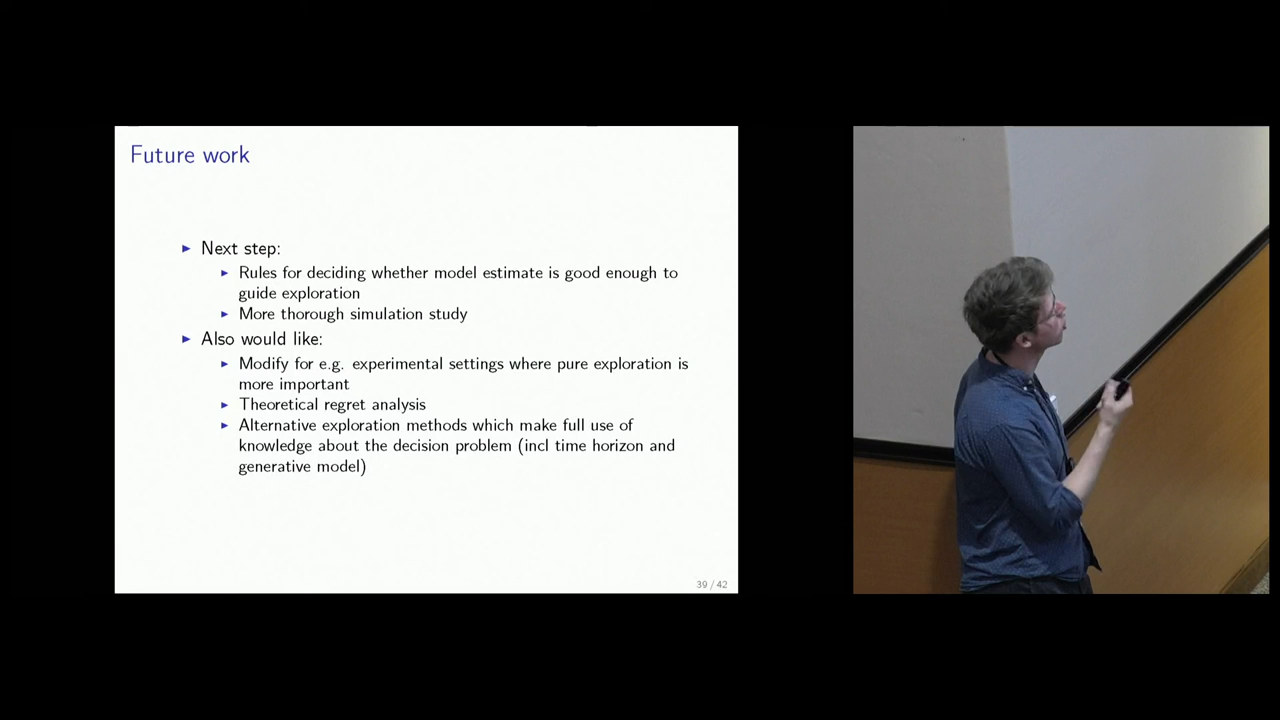 Future work
Next step:
Rules for deciding whether model estimate is good enough to
guide exploration
More thorough simulation study
Also would like:
Modify for e.g. experimental settings where pure exploration is
more important
Theoretical regret analysis
Alternative exploration methods which make full use of
knowledge about the decision problem (incl time horizon and
generative model)
39 / 42